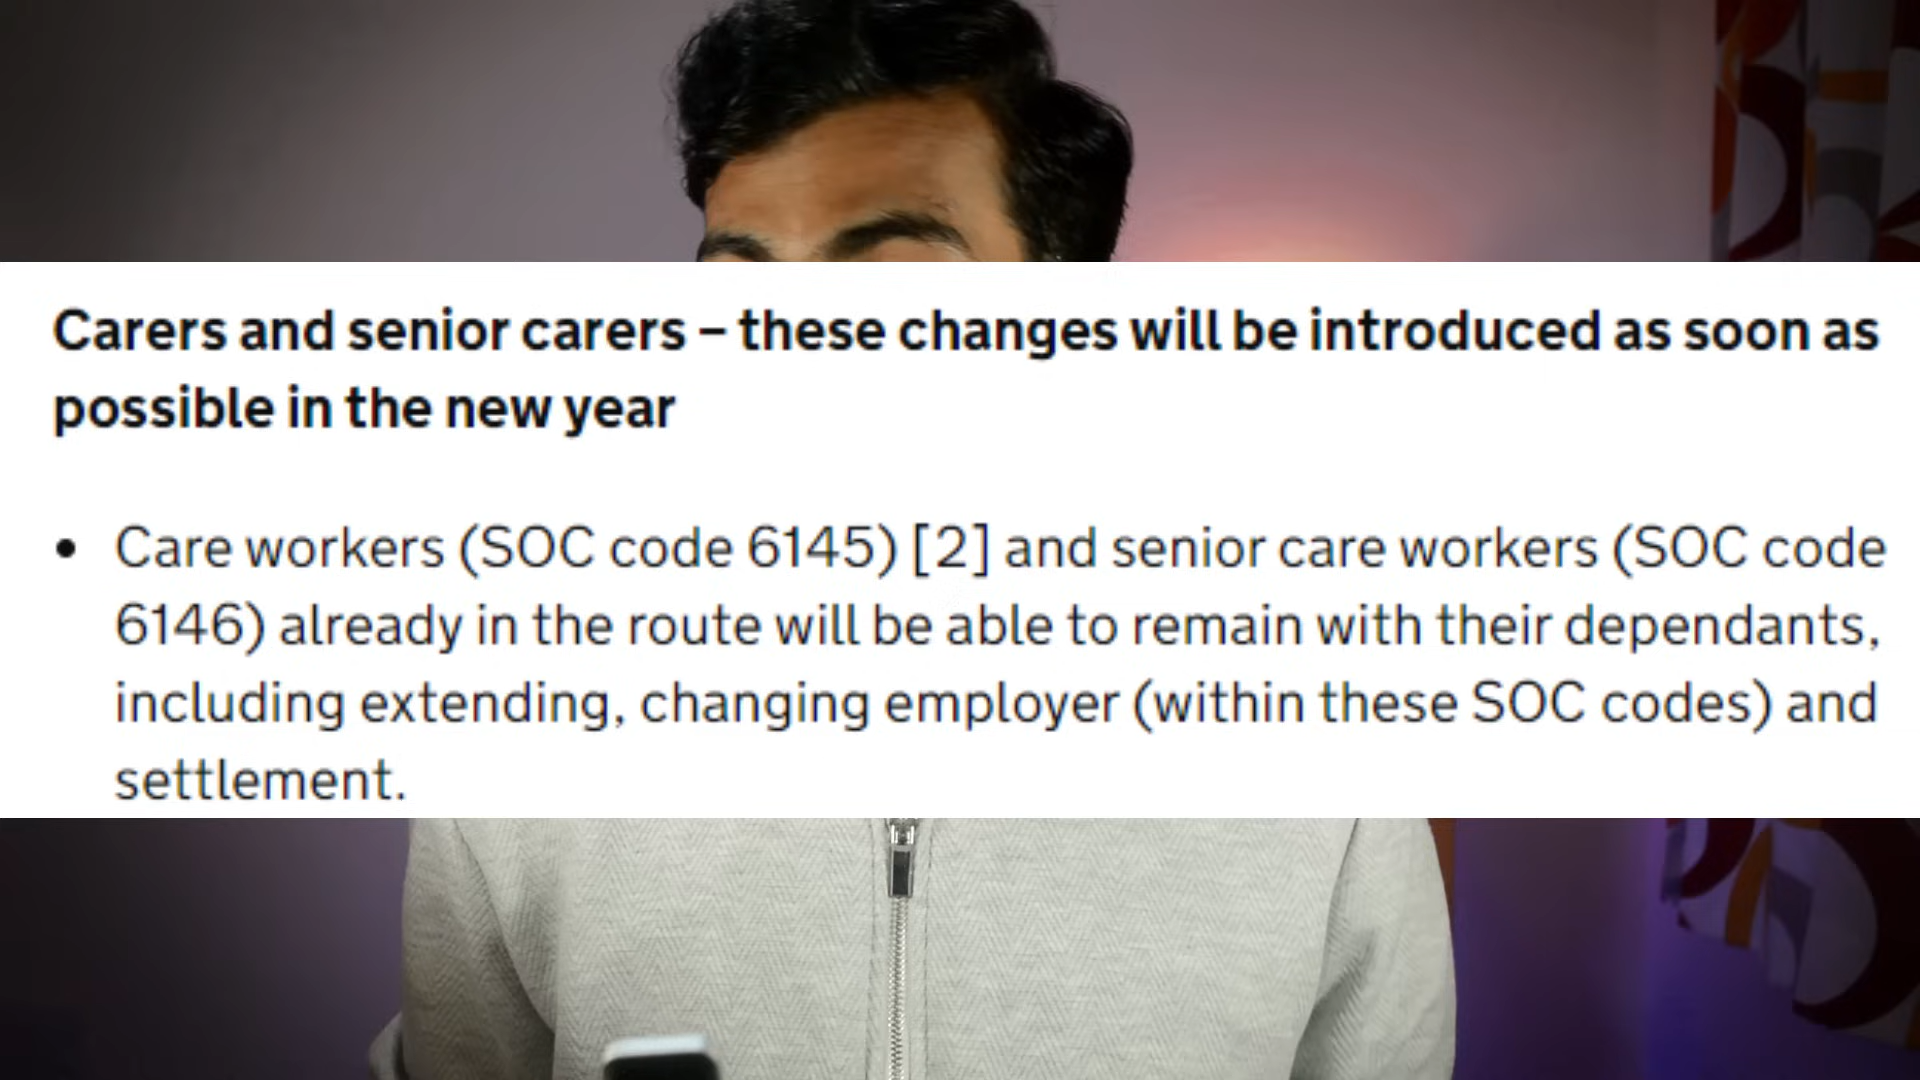 Carers and senior carers – these changes will be introduced as soon as
possible in the new year
• Care workers (SOC code 6145) [2] and senior care workers (SOC code
6146) already in the route will be able to remain with their dependants,
including extending, changing employer (within these SOC codes) and
settlement.